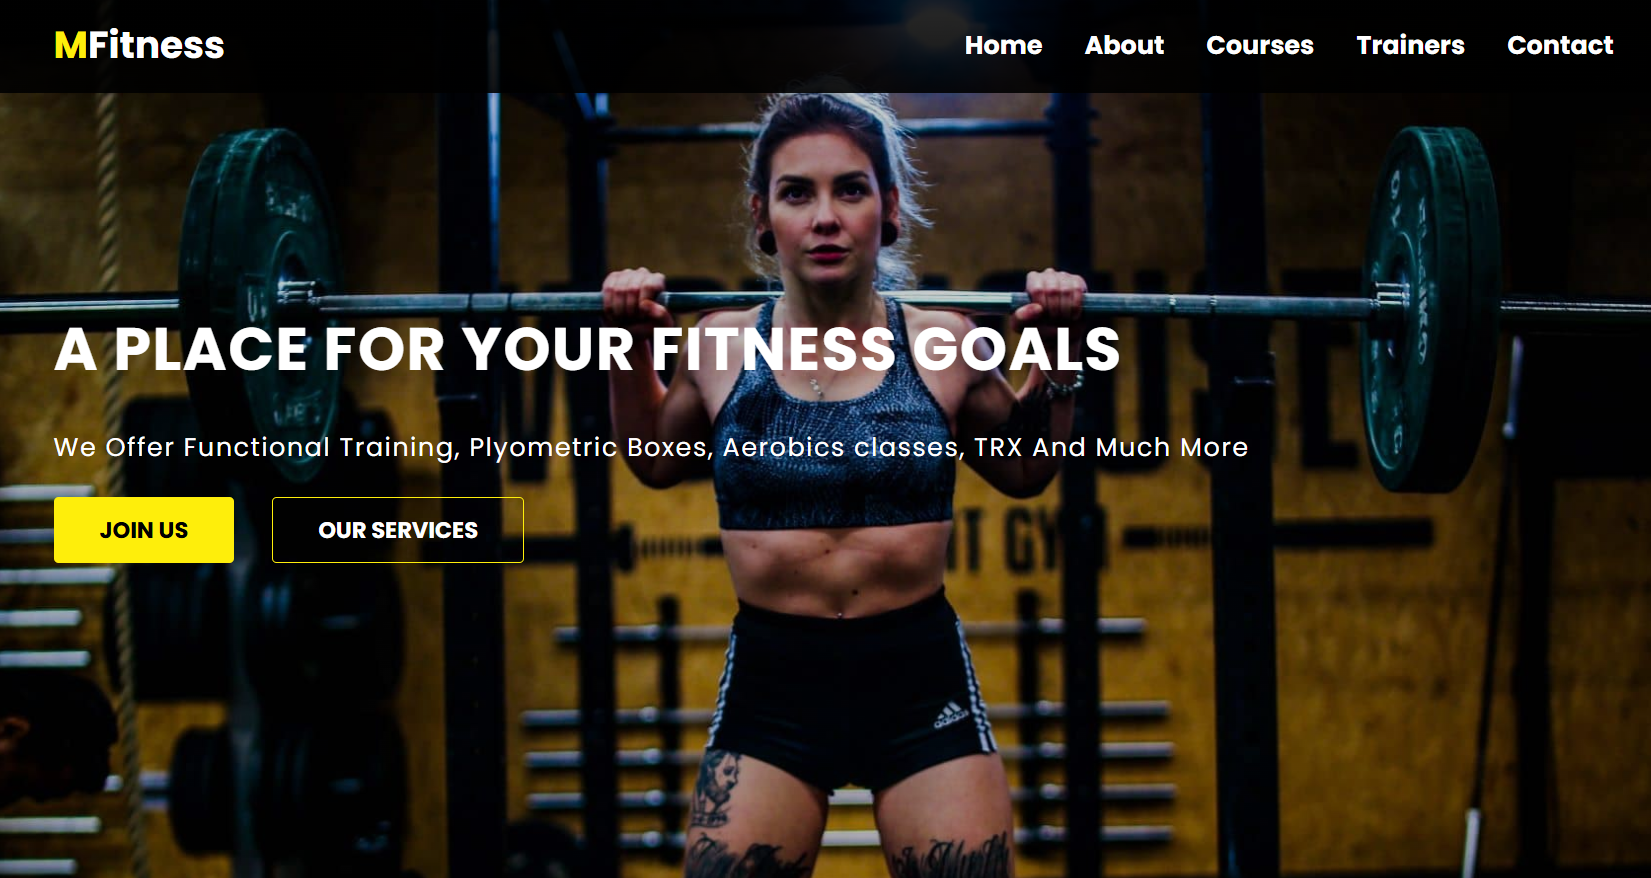 MFitness
Home About Courses Trainers Contact
A PLACE FOR YOUR FITNESS GOALS
We Offer Functional Training, Plyometric Boxes, Aerobics classes, TRX And Much More
JOIN US
OUR SERVICES
adidas